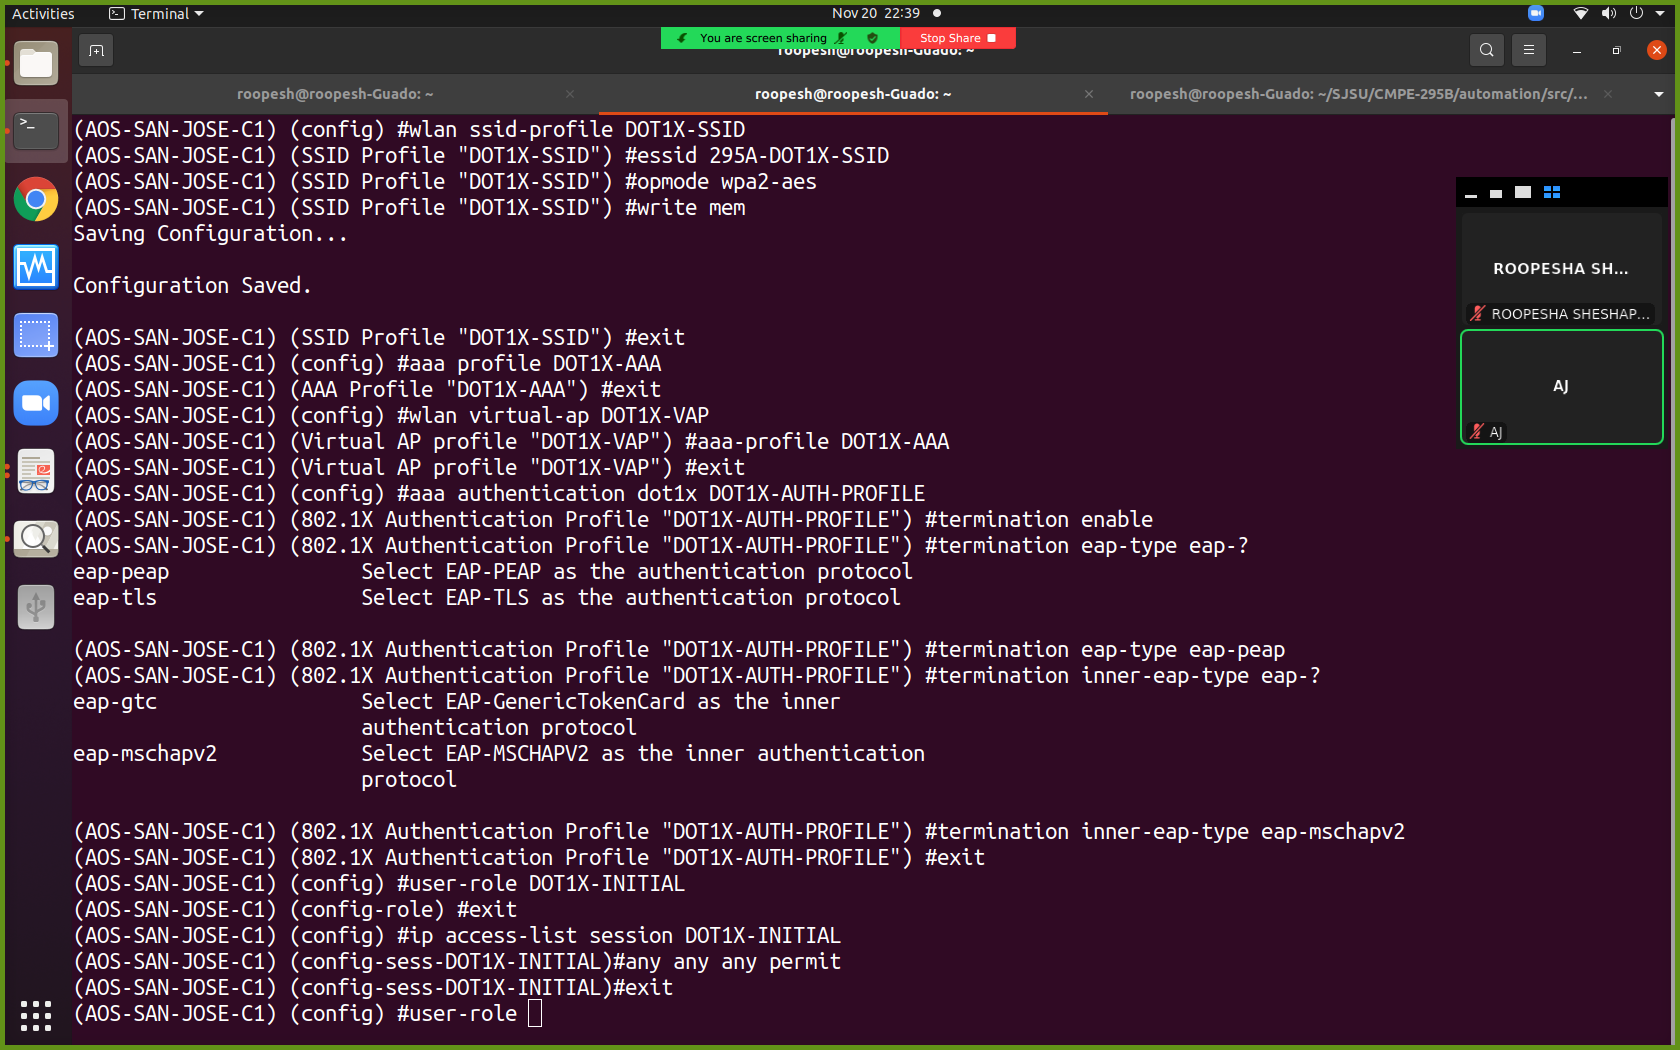 Activities
Terminal
Nov 20 22:39
You are screen sharing
Stop Share
roopesh@roopesh-Guado: ~
roopesh@roopesh-Guado: ~
roopesh@roopesh-Guado: ~
roopesh@roopesh-Guado: ~/SJSU/CMPE-295B/automation/src/...
(AOS-SAN-JOSE-C1) (config) #wlan ssid-profile DOT1X-SSID
(AOS-SAN-JOSE-C1) (SSID Profile "DOT1X-SSID") #essid 295A-DOT1X-SSID
(AOS-SAN-JOSE-C1) (SSID Profile "DOT1X-SSID") #opmode wpa2-aes
(AOS-SAN-JOSE-C1) (SSID Profile "DOT1X-SSID") #write mem
Saving Configuration...
Configuration Saved.
(AOS-SAN-JOSE-C1) (SSID Profile "DOT1X-SSID") #exit
(AOS-SAN-JOSE-C1) (config) #aaa profile DOT1X-AAA
(AOS-SAN-JOSE-C1) (AAA Profile "DOT1X-AAA") #exit
(AOS-SAN-JOSE-C1) (config) #wlan virtual-ap DOT1X-VAP
(AOS-SAN-JOSE-C1) (Virtual AP profile "DOT1X-VAP") #aaa-profile DOT1X-AAA
(AOS-SAN-JOSE-C1) (Virtual AP profile "DOT1X-VAP") #exit
(AOS-SAN-JOSE-C1) (config) #aaa authentication dot1x DOT1X-AUTH-PROFILE
(AOS-SAN-JOSE-C1) (802.1X Authentication Profile "DOT1X-AUTH-PROFILE") #termination enable
(AOS-SAN-JOSE-C1) (802.1X Authentication Profile "DOT1X-AUTH-PROFILE") #termination eap-type eap-?
eap-peap Select EAP-PEAP as the authentication protocol
eap-tls Select EAP-TLS as the authentication protocol
(AOS-SAN-JOSE-C1) (802.1X Authentication Profile "DOT1X-AUTH-PROFILE") #termination eap-type eap-peap
(AOS-SAN-JOSE-C1) (802.1X Authentication Profile "DOT1X-AUTH-PROFILE") #termination inner-eap-type eap-?
eap-gtc Select EAP-GenericTokenCard as the inner
authentication protocol
eap-mschapv2 Select EAP-MSCHAPV2 as the inner authentication
protocol
(AOS-SAN-JOSE-C1) (802.1X Authentication Profile "DOT1X-AUTH-PROFILE") #termination inner-eap-type eap-mschapv2
(AOS-SAN-JOSE-C1) (802.1X Authentication Profile "DOT1X-AUTH-PROFILE") #exit
(AOS-SAN-JOSE-C1) (config) #user-role DOT1X-INITIAL
(AOS-SAN-JOSE-C1) (config-role) #exit
(AOS-SAN-JOSE-C1) (config) #ip access-list session DOT1X-INITIAL
(AOS-SAN-JOSE-C1) (config-sess-DOT1X-INITIAL)#any any any permit
(AOS-SAN-JOSE-C1) (config-sess-DOT1X-INITIAL)#exit
(AOS-SAN-JOSE-C1) (config) #user-role
ROOPESHA SH...
ROOPESHA SHESHAP...
AJ
AJ